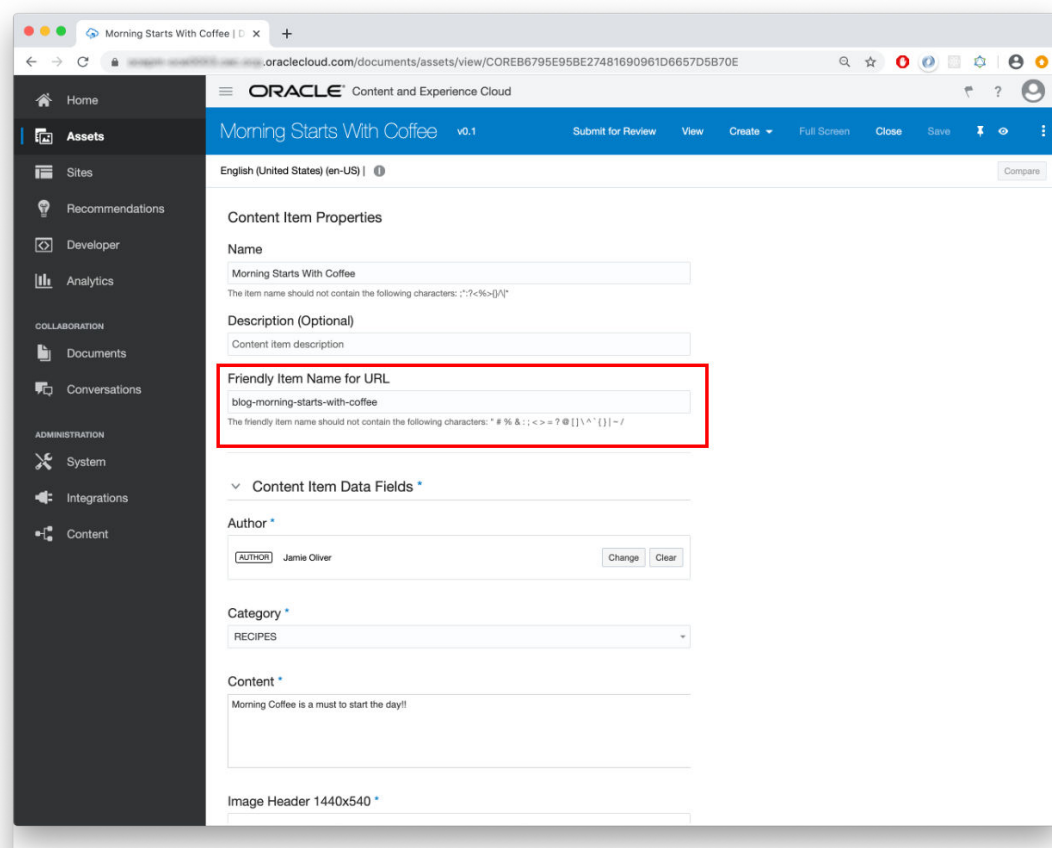 Morning Starts With Coffee | D
.oraclecloud.com/documents/assets/view/COREB6795E95BE27481690961D6657D5B70E
Home
Assets
Sites
Recommendations
Developer
Analytics
COLLABORATION
Documents
Conversations
ADMINISTRATION
System
Integrations
Content
ORACLE Content and Experience Cloud
Morning Starts With Coffee v0.1 Submit for Review View Create Full Screen Close Save
English (United States) (en-US) |
Compare
Content Item Properties
Name
Morning Starts With Coffee
The item name should not contain the following characters:
Description (Optional)
Content item description
Friendly Item Name for URL
blog-morning-starts-with-coffee
The friendly item name should not contain the following characters: " # % & : ; < > = ? @ [ ] \ ^ ` { } | ~ /
Content Item Data Fields *
Author *
AUTHOR Jamie Oliver Change Clear
Category *
RECIPES
Content *
Morning Coffee is a must to start the day!!
Image Header 1440x540 *